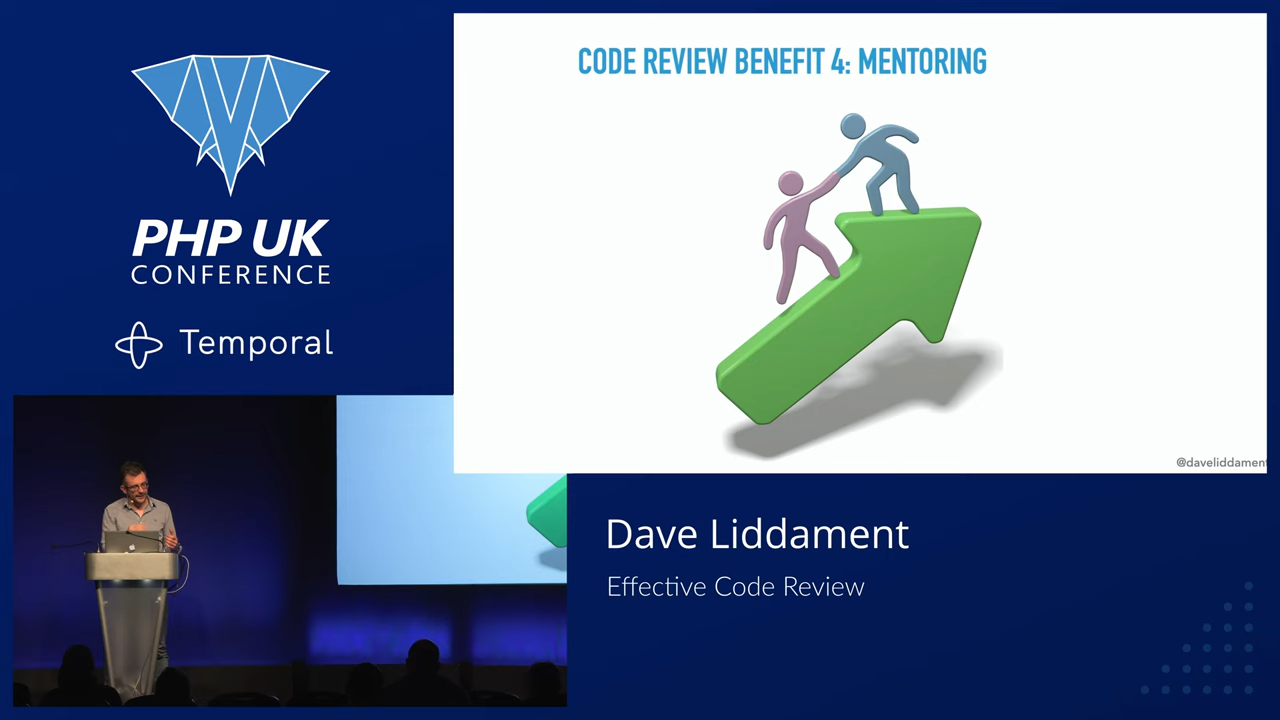 PHP UK
CONFERENCE
Temporal
CODE REVIEW BENEFIT 4: MENTORING
@daveliddament
Dave Liddament
Effective Code Review